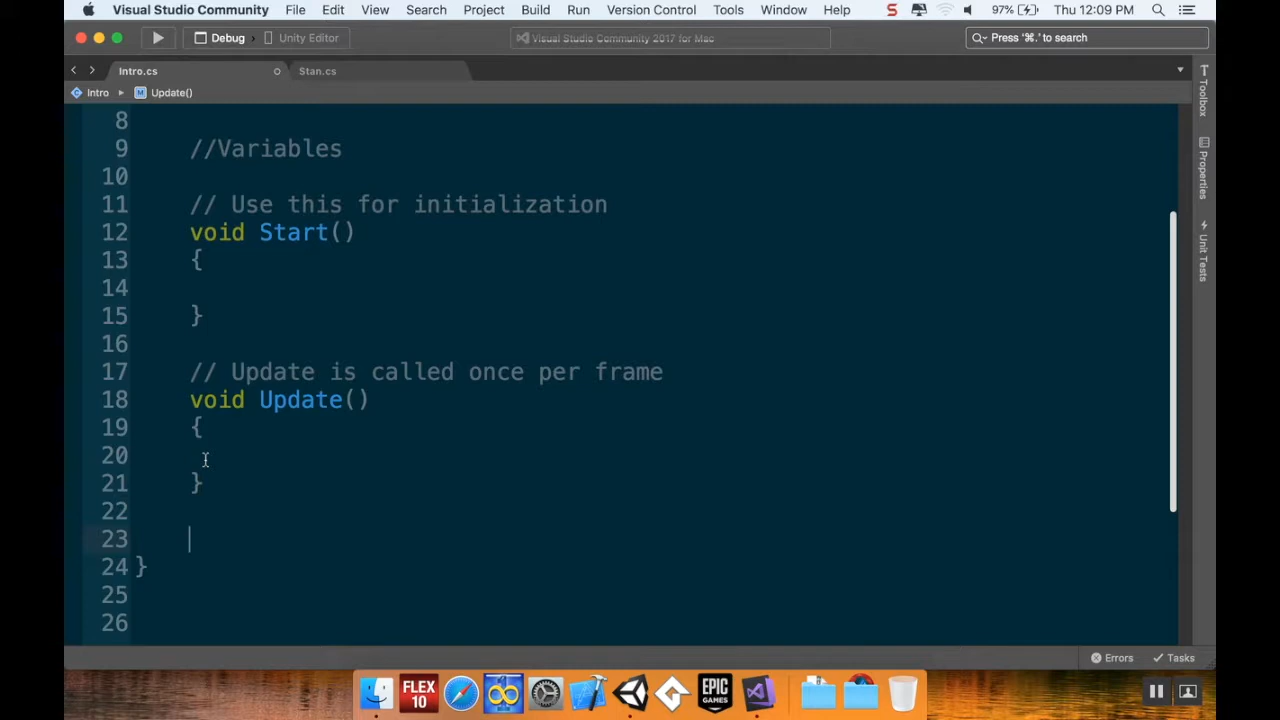 Visual Studio Community File Edit View Search Project Build Run Version Control Tools Window Help S 97% Thu 12:09 PM
Debug Unity Editor Visual Studio Community 2017 for Mac Press '⌘.' to search
Intro.cs Stan.cs
Intro M Update()
8
9 //Variables
10
11 // Use this for initialization
12 void Start()
13 {
14
15 }
16
17 // Update is called once per frame
18 void Update()
19 {
20
21 }
22
23
24 }
25
26
Toolbox
Properties
Unit Tests
Errors Tasks
FLEX 10 EPIC GAMES